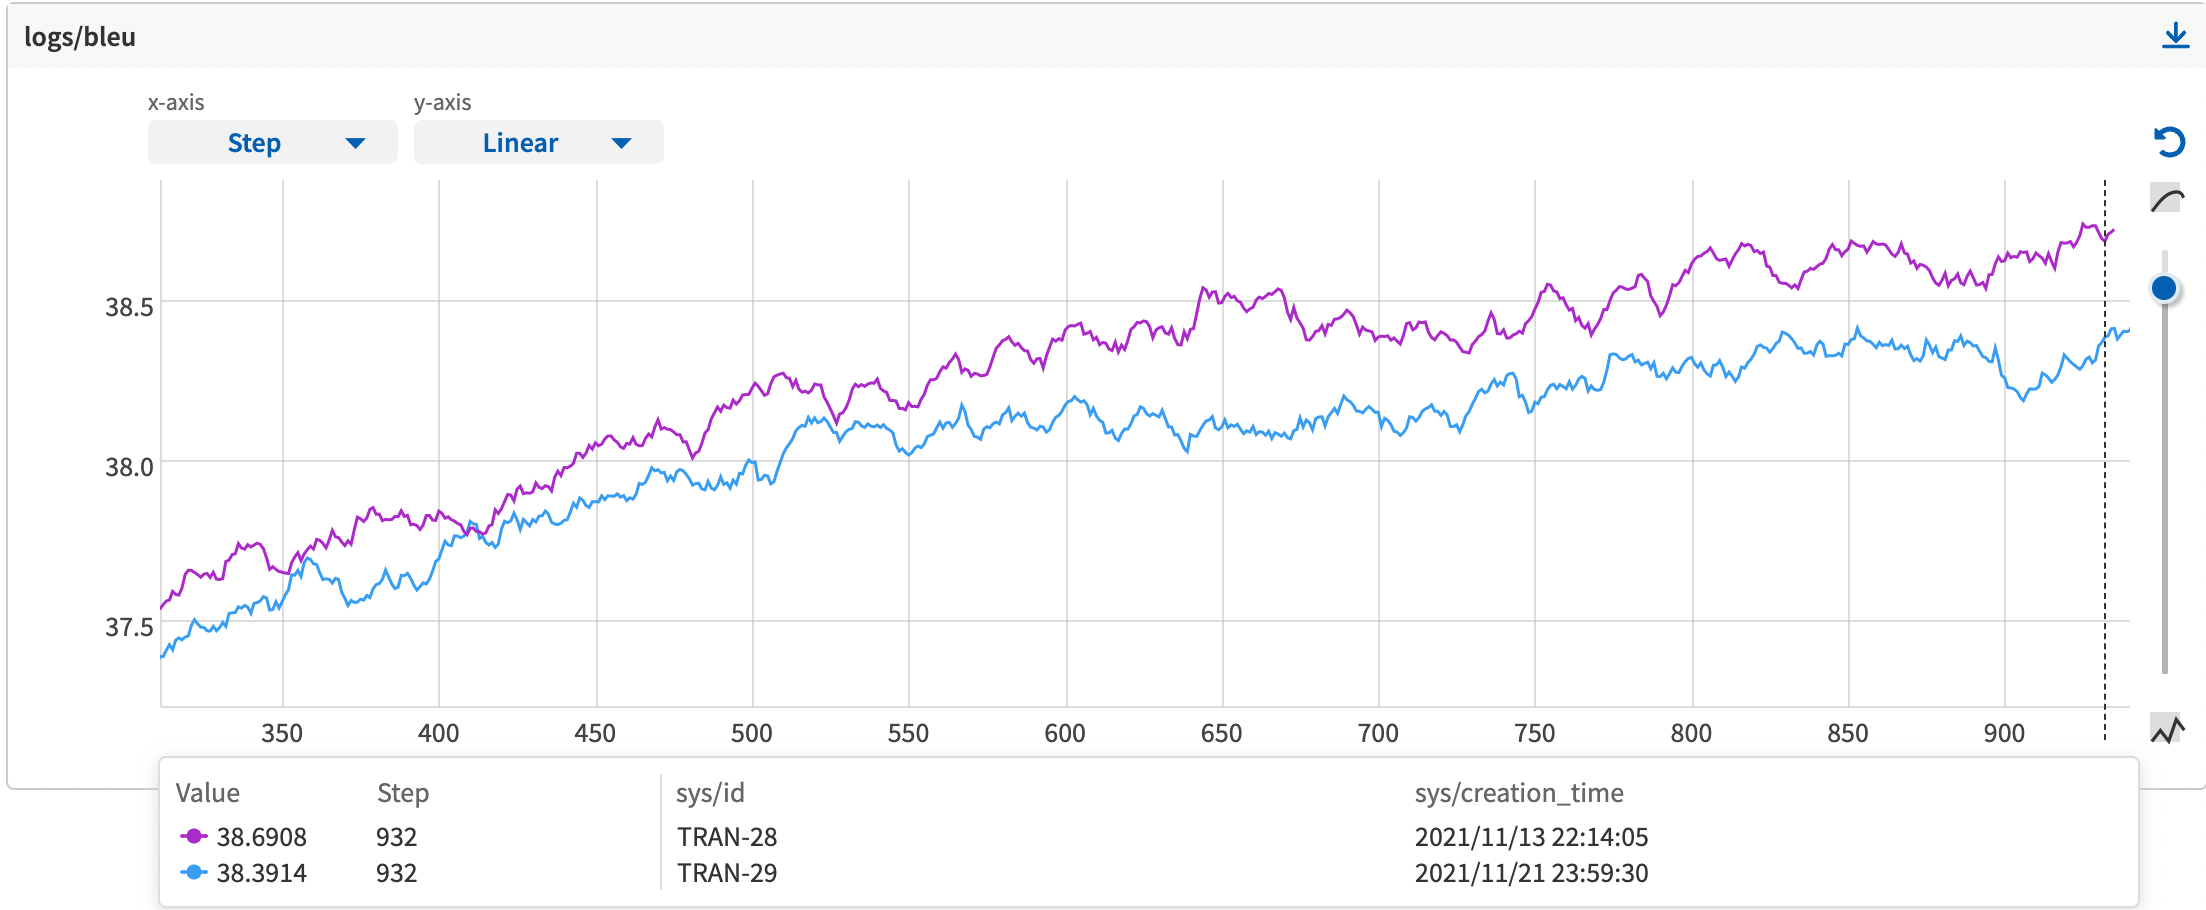 logs/bleu
x-axis y-axis
Step Linear
38.5
38.0
37.5
350 400 450 500 550 600 650 700 750 800 850 900
Value Step sys/id sys/creation_time
38.6908 932 TRAN-28 2021/11/13 22:14:05
38.3914 932 TRAN-29 2021/11/21 23:59:30